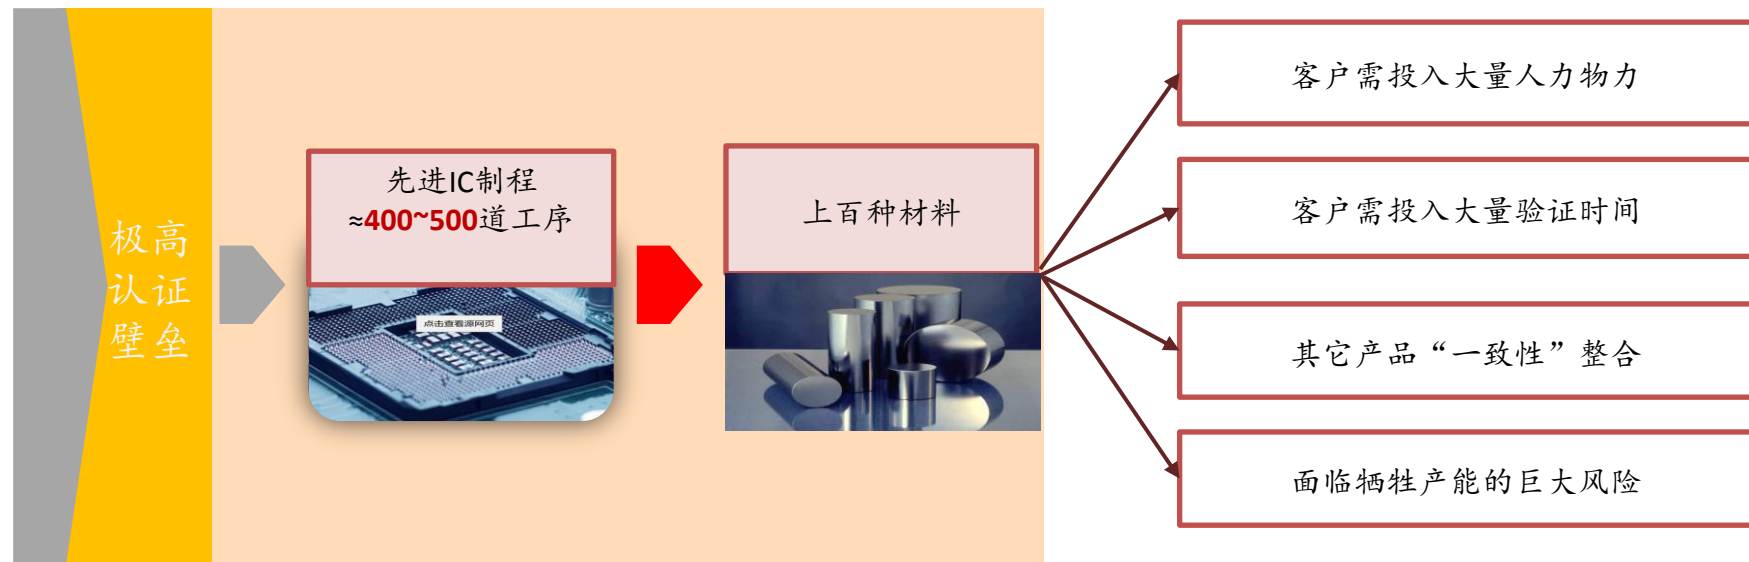 极高
认证
壁垒
先进IC制程
≈400~500道工序
点击查看源网页
上百种材料
客户需投入大量人力物力
客户需投入大量验证时间
其它产品“一致性”整合
面临牺牲产能的巨大风险